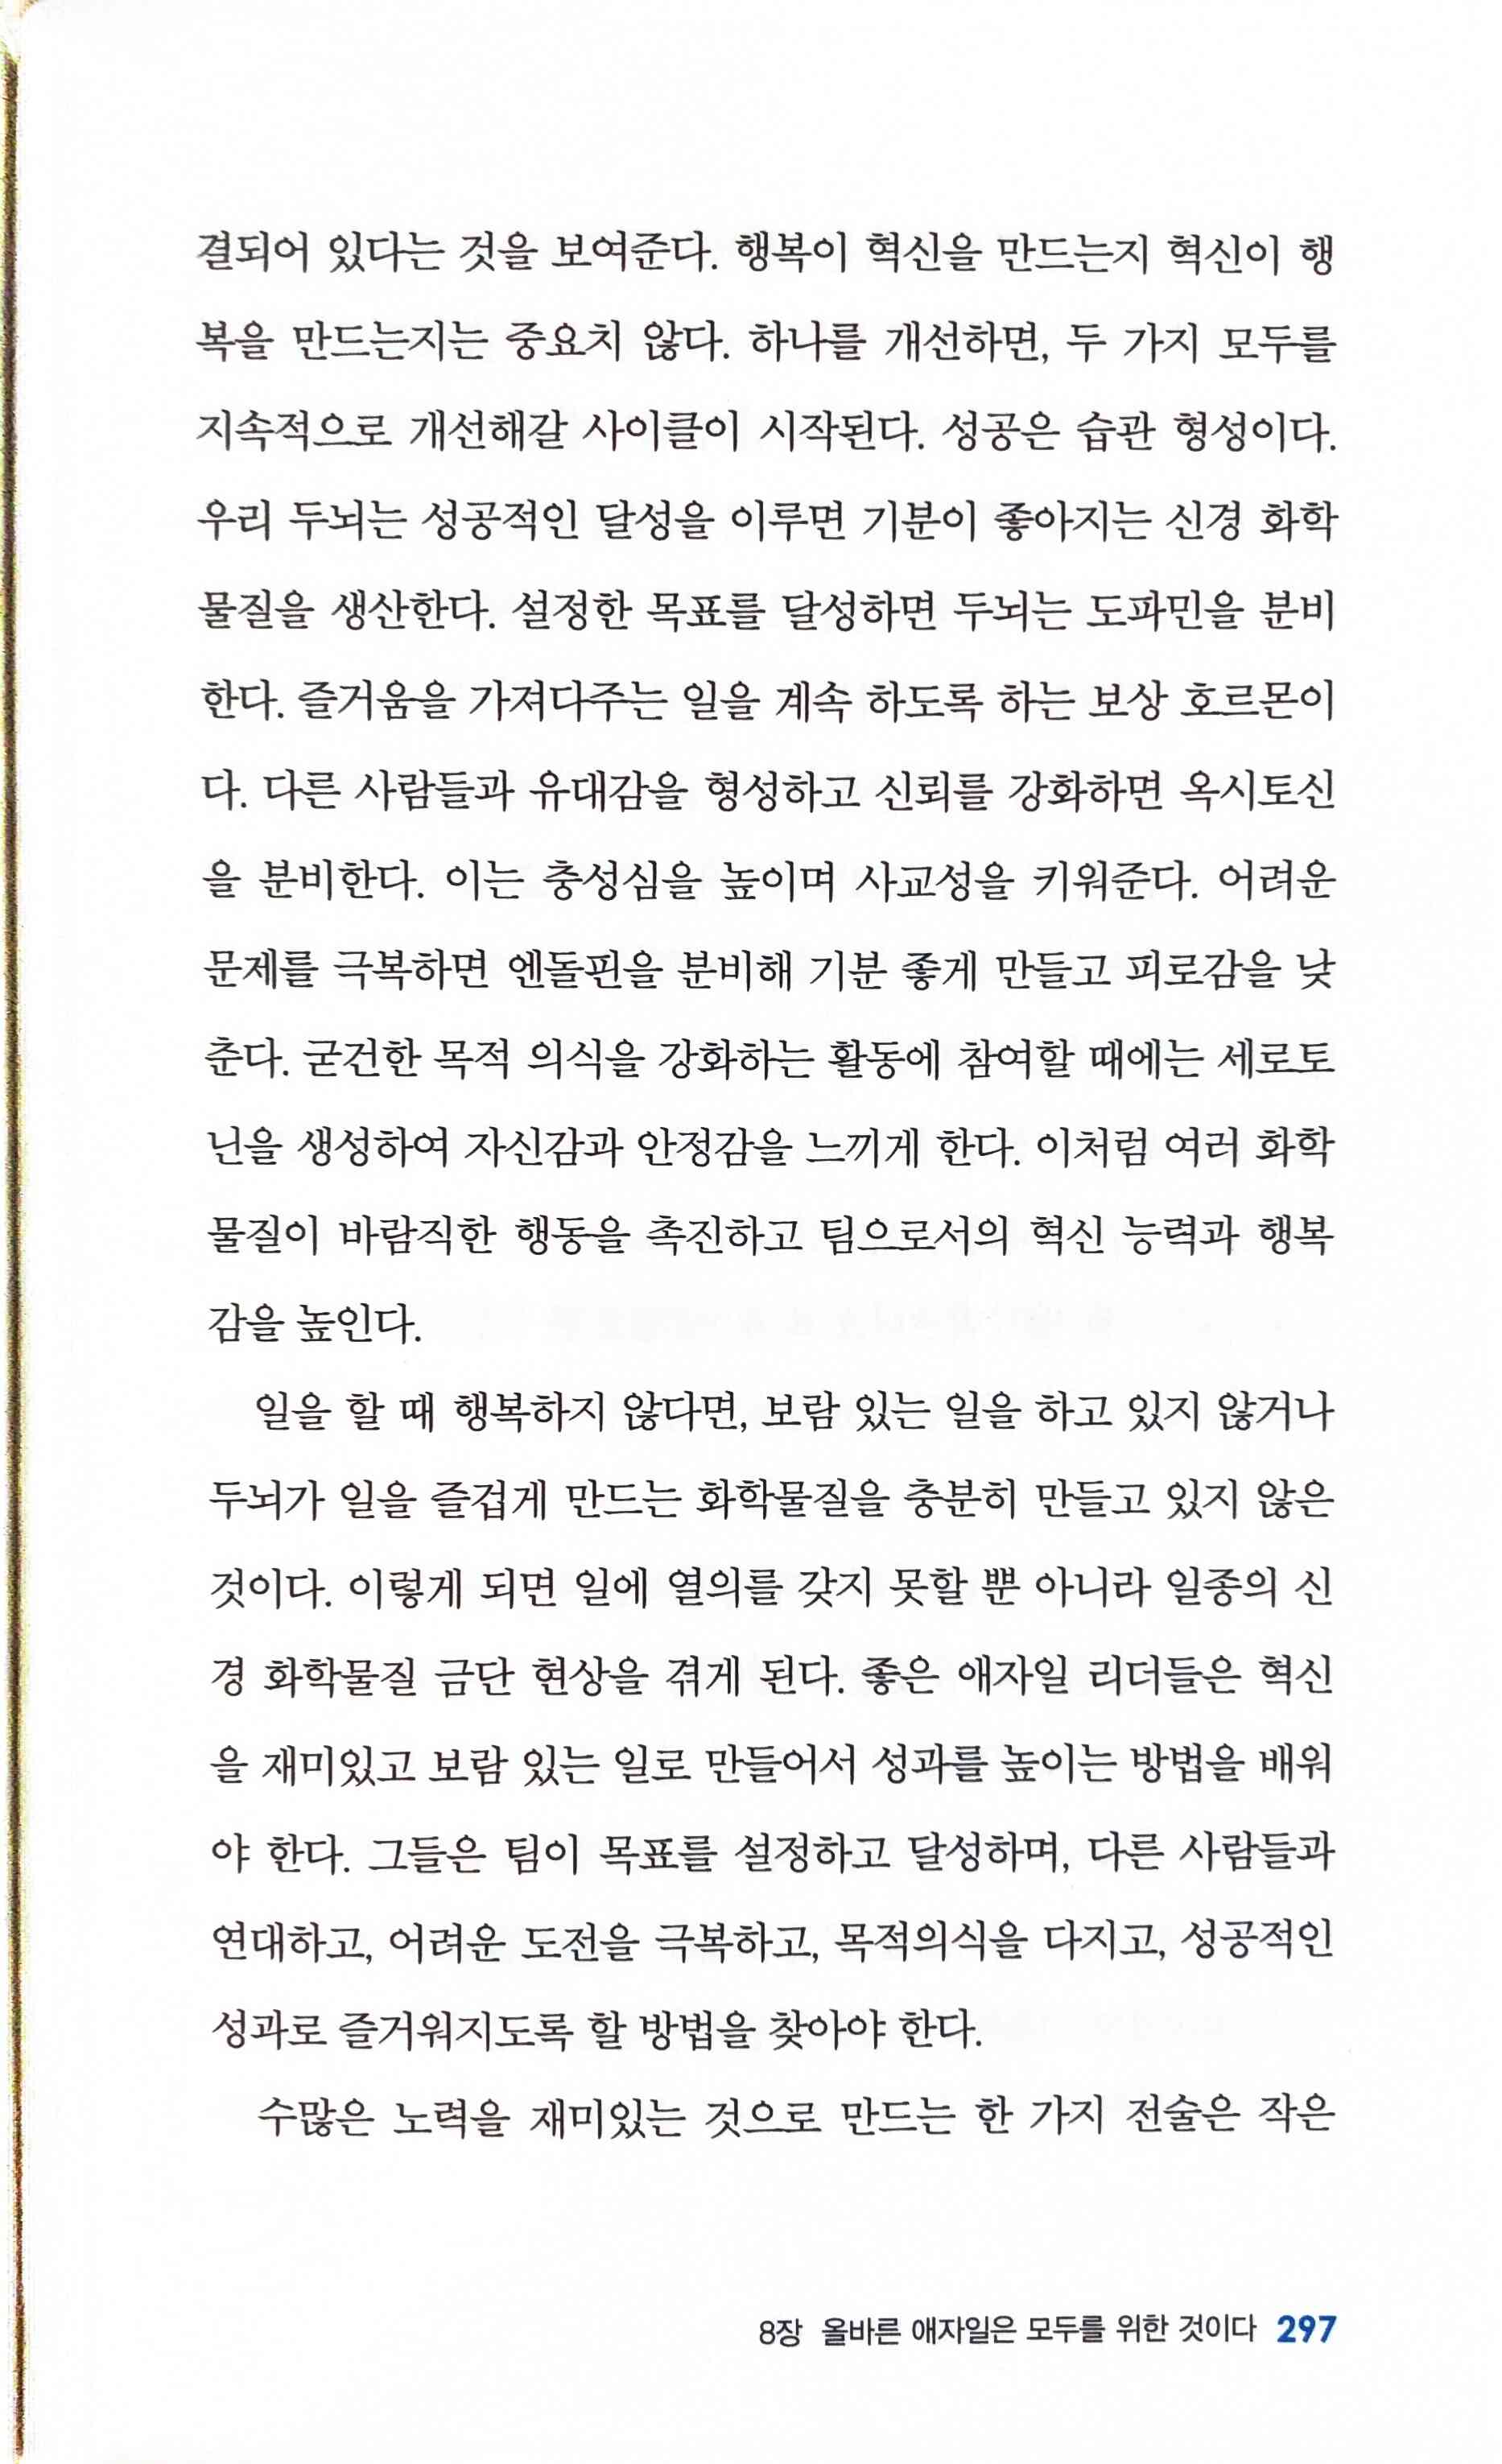 결되어 있다는 것을 보여준다. 행복이 혁신을 만드는지 혁신이 행
복을 만드는지는 중요치 않다. 하나를 개선하면, 두 가지 모두를
지속적으로 개선해갈 사이클이 시작된다. 성공은 습관 형성이다.
우리 두뇌는 성공적인 달성을 이루면 기분이 좋아지는 신경 화학
물질을 생산한다. 설정한 목표를 달성하면 두뇌는 도파민을 분비
한다. 즐거움을 가져다주는 일을 계속 하도록 하는 보상 호르몬이
다. 다른 사람들과 유대감을 형성하고 신뢰를 강화하면 옥시토신
을 분비한다. 이는 충성심을 높이며 사교성을 키워준다. 어려운
문제를 극복하면 엔돌핀을 분비해 기분 좋게 만들고 피로감을 낮
춘다. 굳건한 목적 의식을 강화하는 활동에 참여할 때에는 세로토
닌을 생성하여 자신감과 안정감을 느끼게 한다. 이처럼 여러 화학
물질이 바람직한 행동을 촉진하고 팀으로서의 혁신 능력과 행복
감을 높인다.
일을 할 때 행복하지 않다면, 보람 있는 일을 하고 있지 않거나
두뇌가 일을 즐겁게 만드는 화학물질을 충분히 만들고 있지 않은
것이다. 이렇게 되면 일에 열의를 갖지 못할 뿐 아니라 일종의 신
경 화학물질 금단 현상을 겪게 된다. 좋은 애자일 리더들은 혁신
을 재미있고 보람 있는 일로 만들어서 성과를 높이는 방법을 배워
야 한다. 그들은 팀이 목표를 설정하고 달성하며, 다른 사람들과
연대하고, 어려운 도전을 극복하고, 목적의식을 다지고, 성공적인
성과로 즐거워지도록 할 방법을 찾아야 한다.
수많은 노력을 재미있는 것으로 만드는 한 가지 전술은 작은
8장 올바른 애자일은 모두를 위한 것이다 297